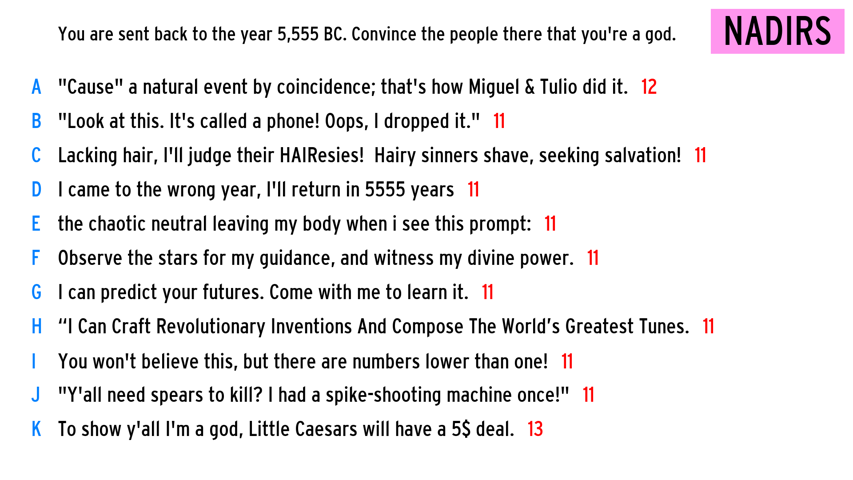 You are sent back to the year 5,555 BC. Convince the people there that you're a god.
NADIRS
A "Cause" a natural event by coincidence; that's how Miguel & Tulio did it. 12
B "Look at this. It's called a phone! Oops, I dropped it." 11
C Lacking hair, I'll judge their HAIResies! Hairy sinners shave, seeking salvation! 11
D I came to the wrong year, I'll return in 5555 years 11
E the chaotic neutral leaving my body when i see this prompt: 11
F Observe the stars for my guidance, and witness my divine power. 11
G I can predict your futures. Come with me to learn it. 11
H “I Can Craft Revolutionary Inventions And Compose The World’s Greatest Tunes. 11
I You won't believe this, but there are numbers lower than one! 11
J "Y'all need spears to kill? I had a spike-shooting machine once!" 11
K To show y'all I'm a god, Little Caesars will have a 5$ deal. 13